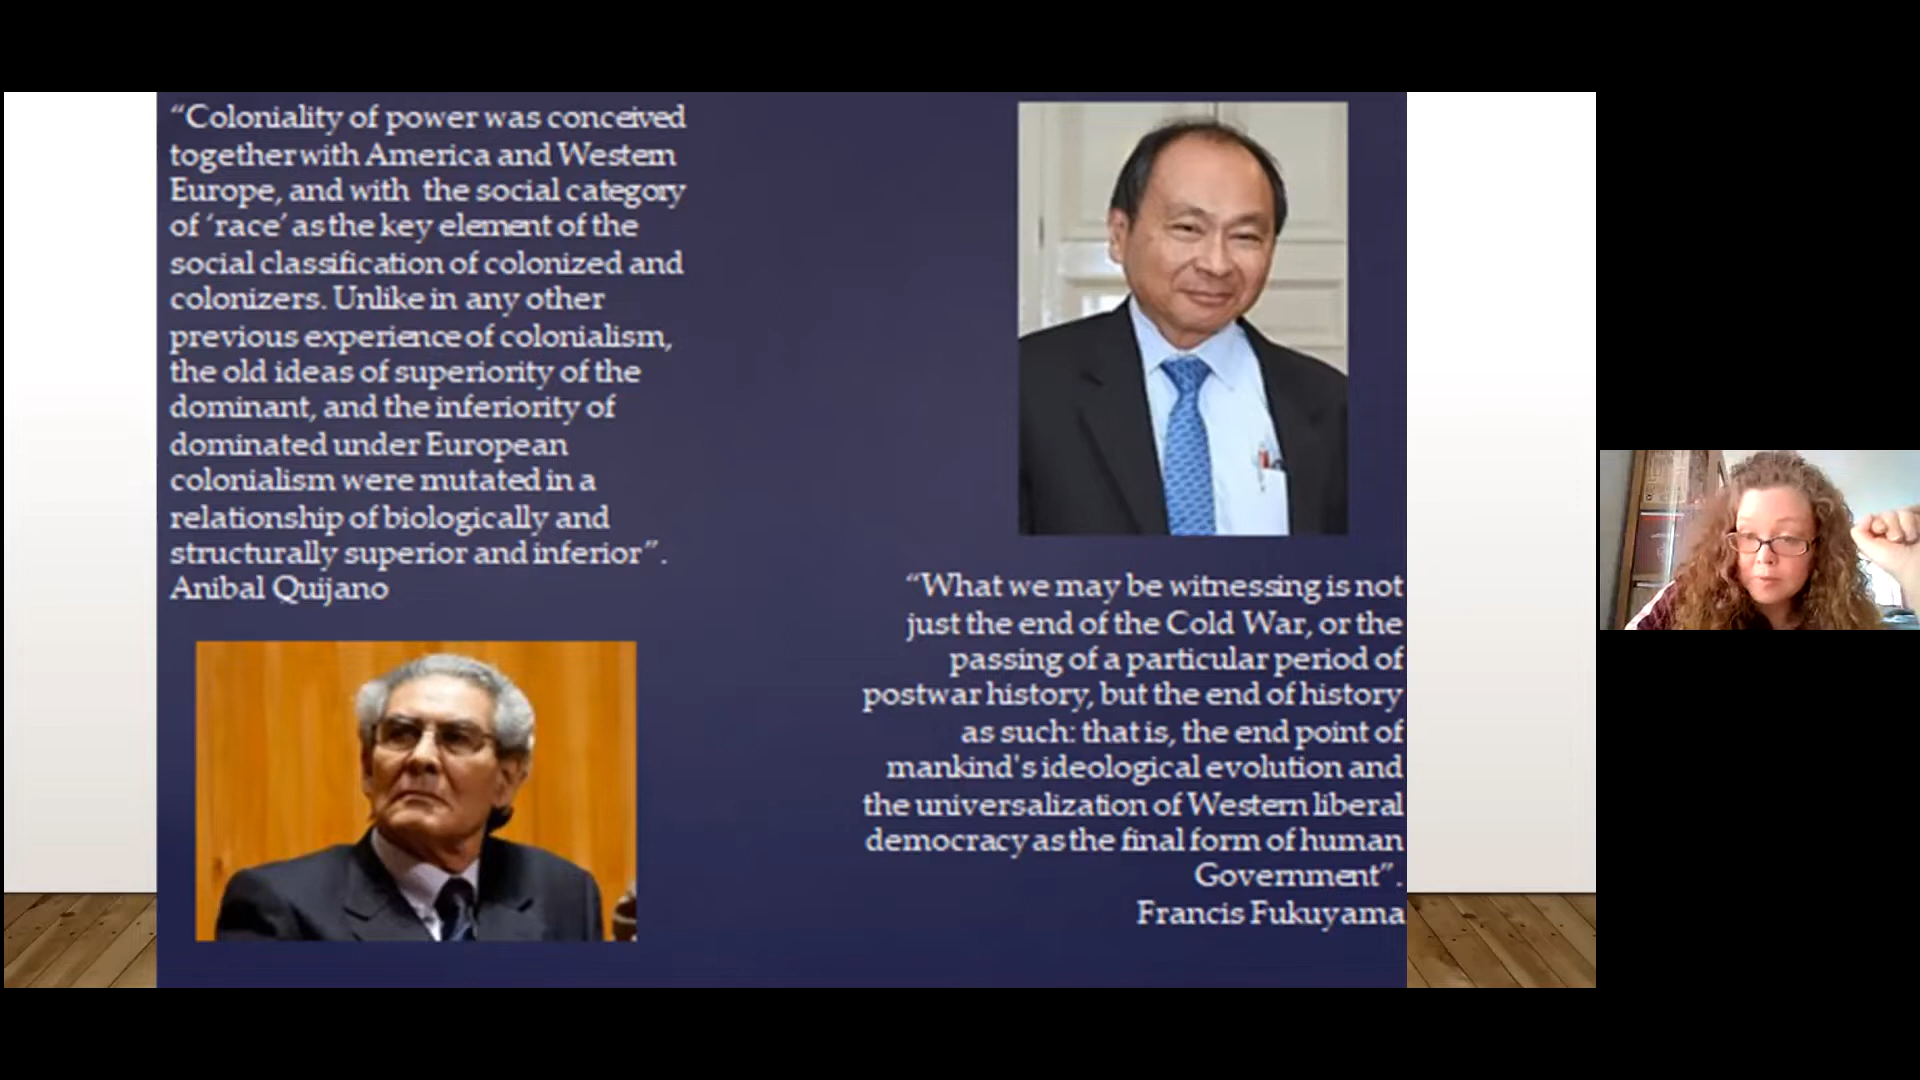 “Coloniality of power was conceived
together with America and Western
Europe, and with the social category
of ‘race’ as the key element of the
social classification of colonized and
colonizers. Unlike in any other
previous experience of colonialism,
the old ideas of superiority of the
dominant, and the inferiority of
dominated under European
colonialism were mutated in a
relationship of biologically and
structurally superior and inferior”.
Anibal Quijano
“What we may be witnessing is not
just the end of the Cold War, or the
passing of a particular period of
postwar history, but the end of history
as such: that is, the end point of
mankind's ideological evolution and
the universalization of Western liberal
democracy as the final form of human
Government”.
Francis Fukuyama